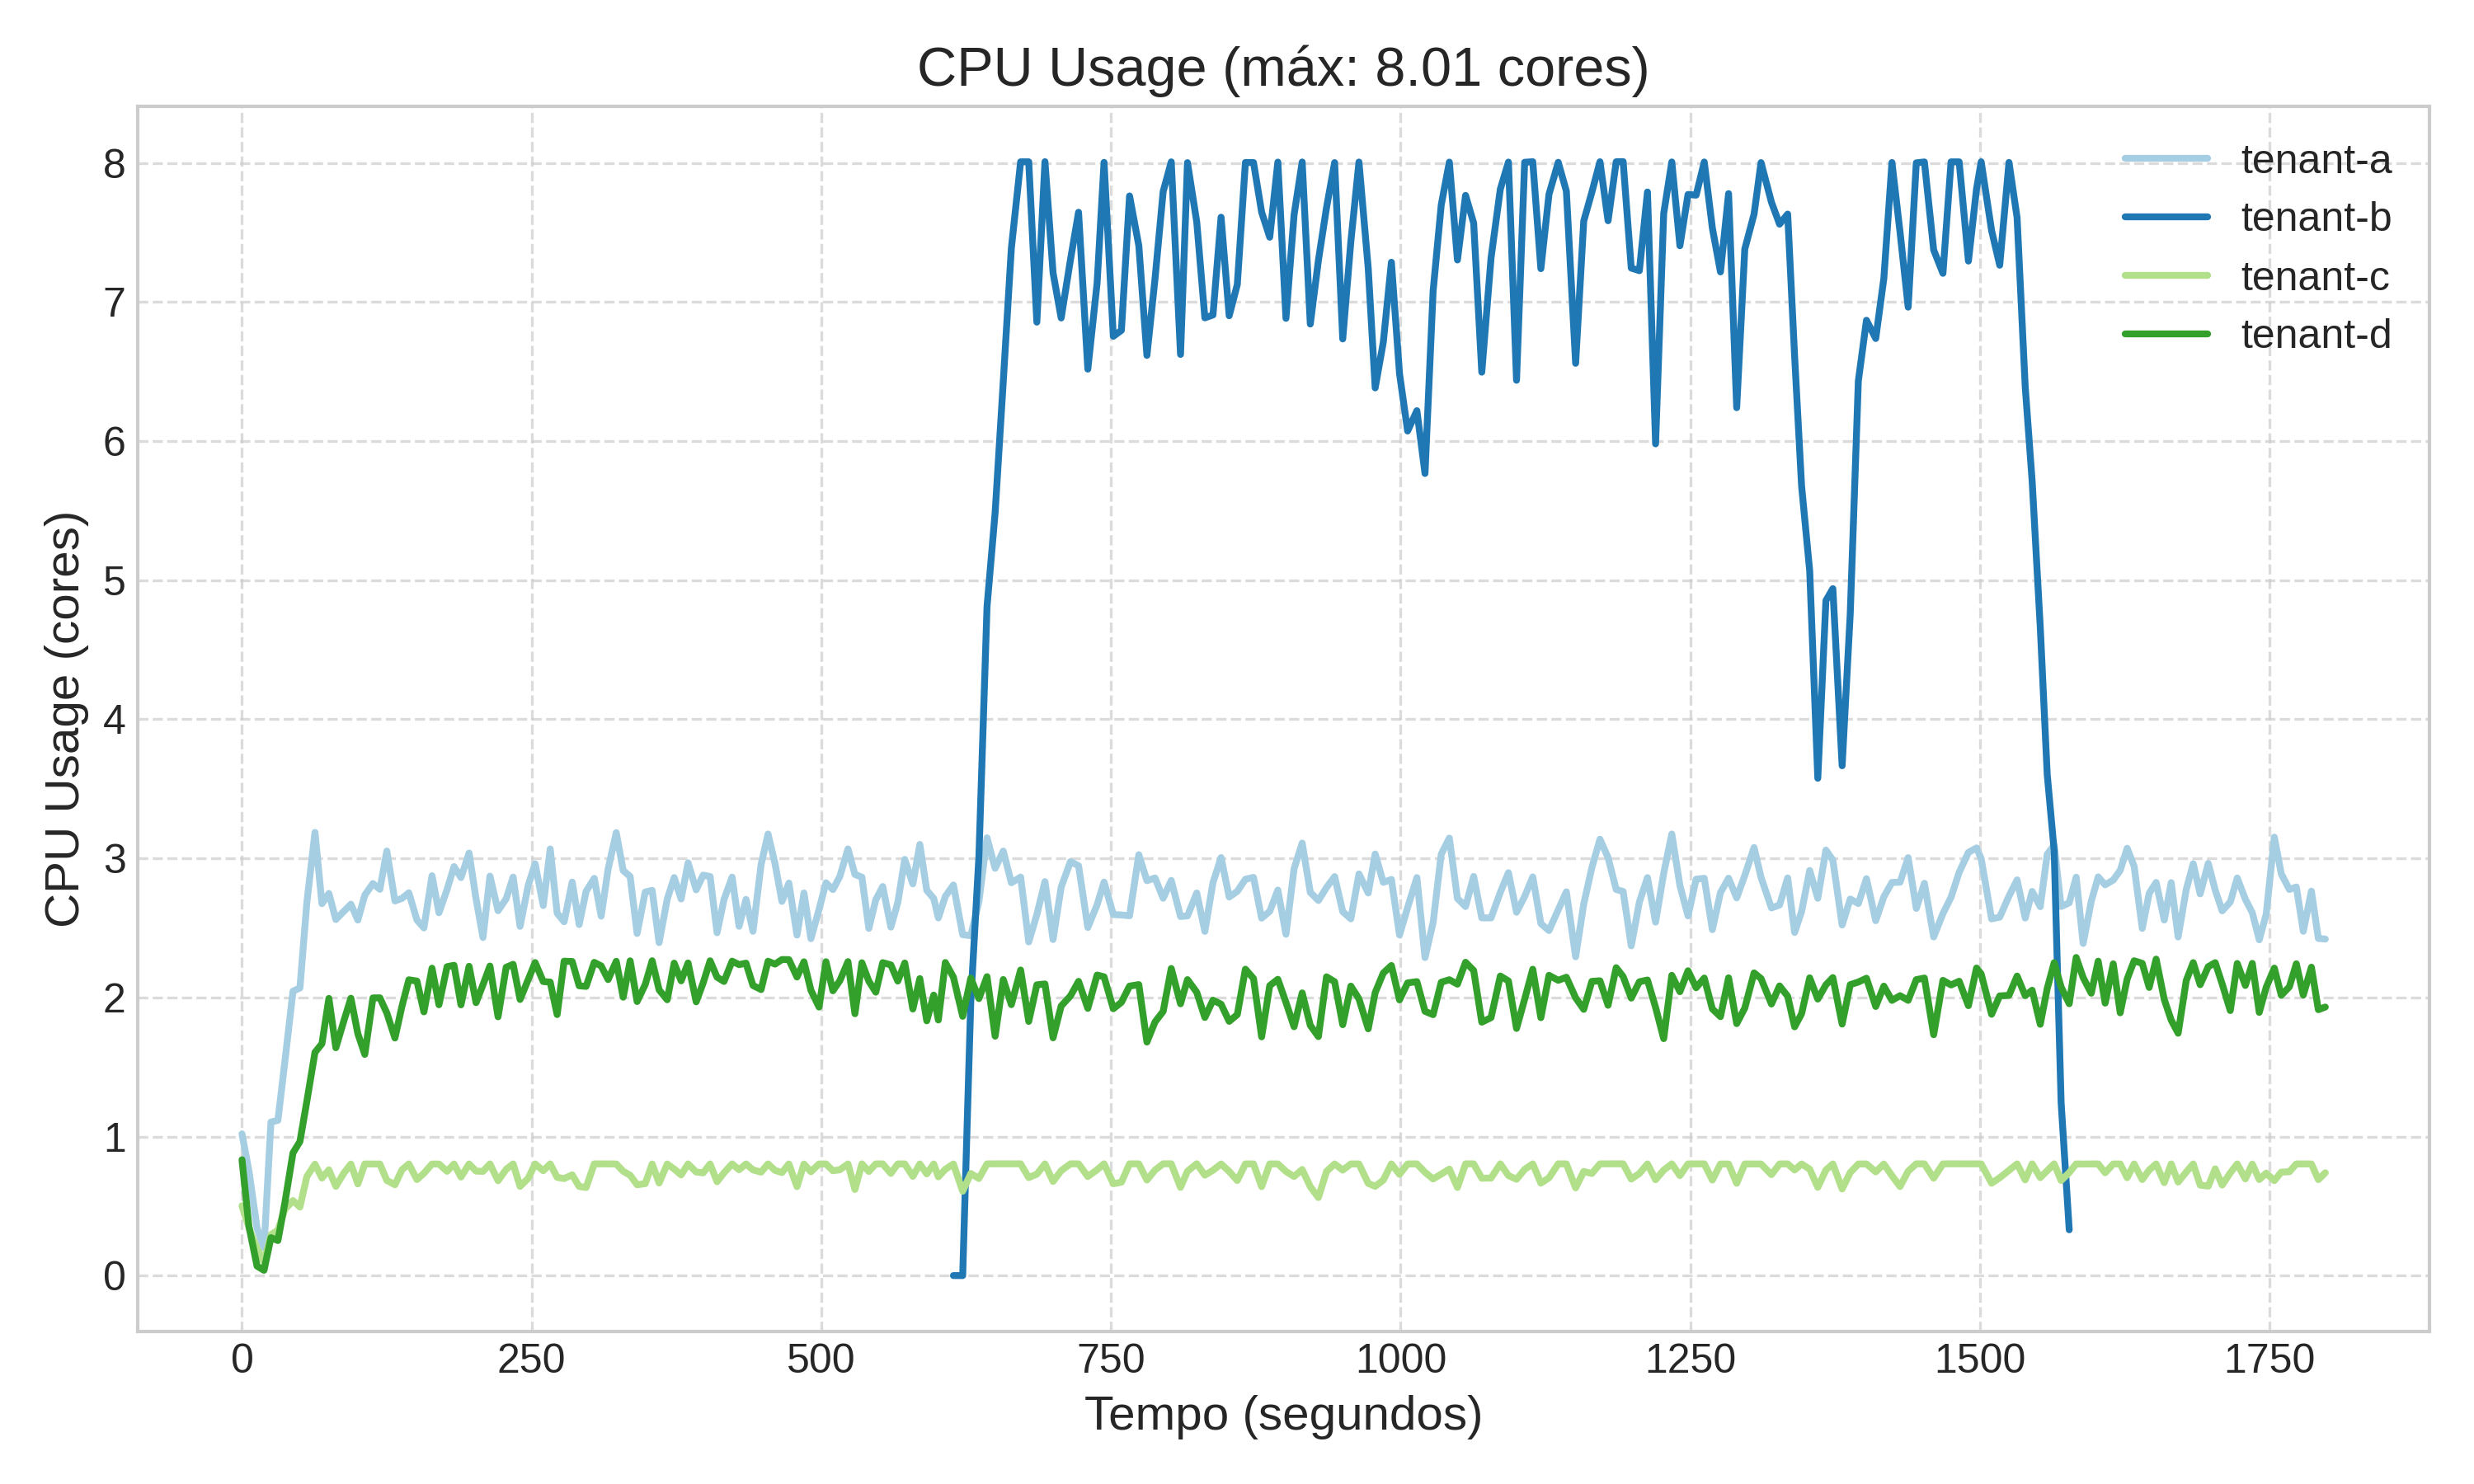 CPU Usage (máx: 8.01 cores)
CPU Usage (cores)
8
7
6
5
4
3
2
1
0
tenant-a
tenant-b
tenant-c
tenant-d
0 250 500 750 1000 1250 1500 1750
Tempo (segundos)